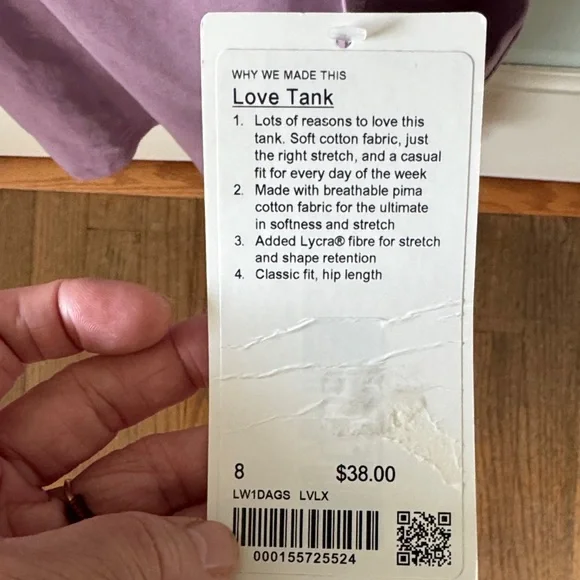 WHY WE MADE THIS
Love Tank
1. Lots of reasons to love this
tank. Soft cotton fabric, just
the right stretch, and a casual
fit for every day of the week
2. Made with breathable pima
cotton fabric for the ultimate
in softness and stretch
3. Added Lycra® fibre for stretch
and shape retention
4. Classic fit, hip length
8 $38.00
LW1DAGS LVLX
000155725524